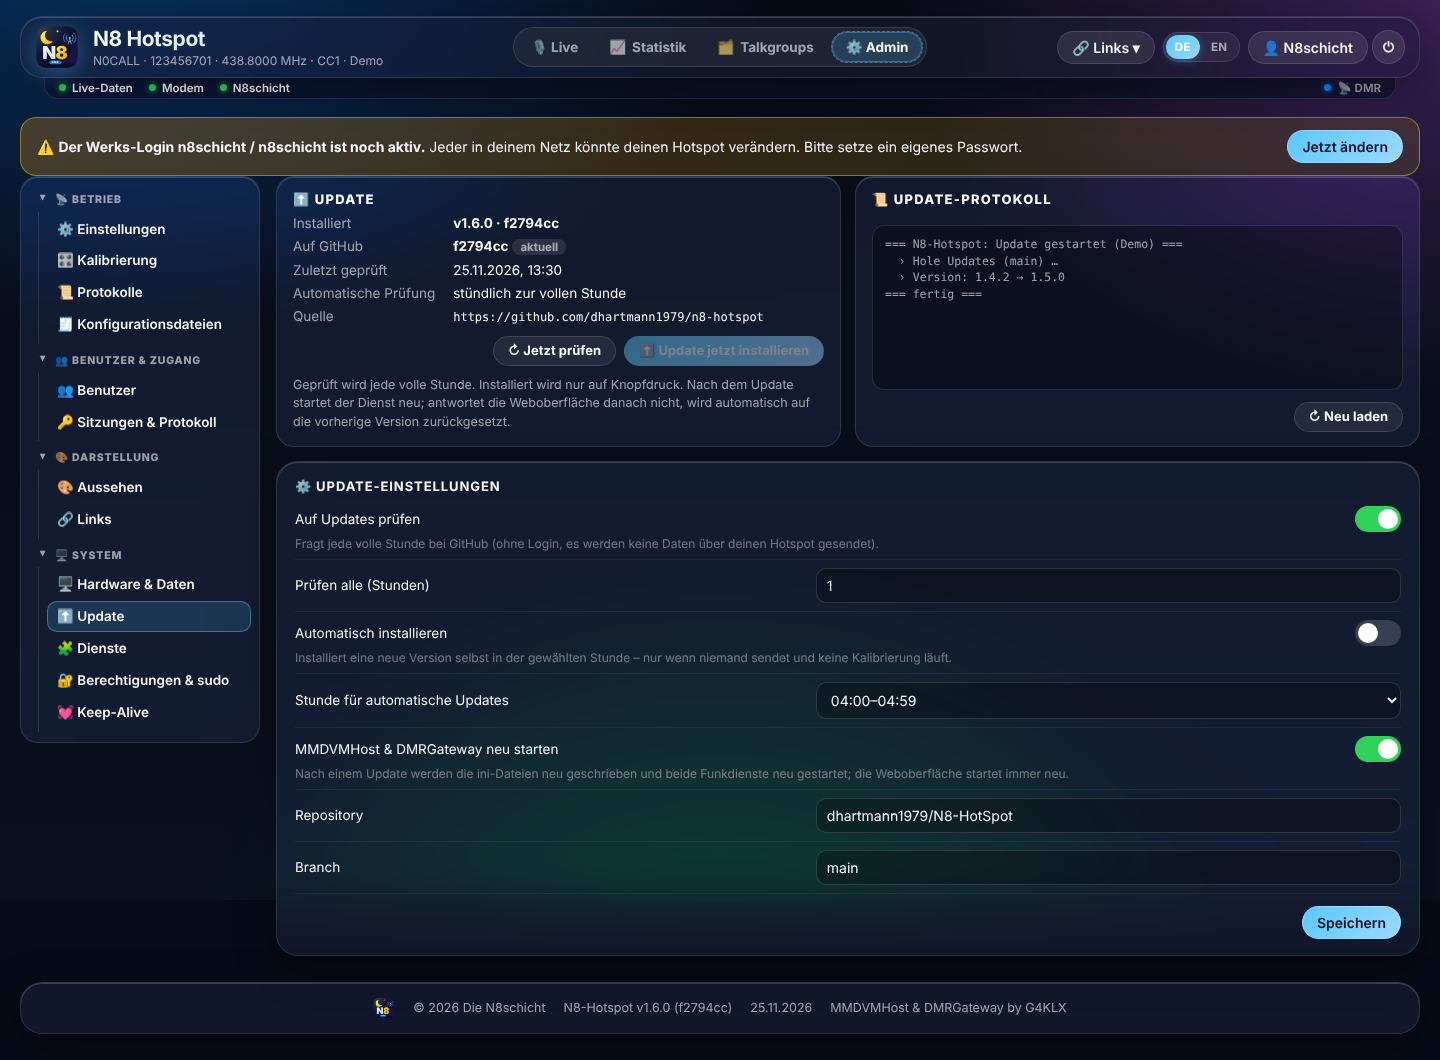 N8 Hotspot
N0CALL · 123456701 · 438.8000 MHz · CC1 · Demo
Live
Statistik
Talkgroups
Admin
Links ▾
DE
EN
N8schicht
Live-Daten
Modem
N8schicht
DMR
Der Werks-Login n8schicht / n8schicht ist noch aktiv. Jeder in deinem Netz könnte deinen Hotspot verändern. Bitte setze ein eigenes Passwort.
Jetzt ändern
BETRIEB
Einstellungen
Kalibrierung
Protokolle
Konfigurationsdateien
BENUTZER & ZUGANG
Benutzer
Sitzungen & Protokoll
DARSTELLUNG
Aussehen
Links
SYSTEM
Hardware & Daten
Update
Dienste
Berechtigungen & sudo
Keep-Alive
UPDATE
Installiert v1.6.0 · f2794cc
Auf GitHub f2794cc aktuell
Zuletzt geprüft 25.11.2026, 13:30
Automatische Prüfung stündlich zur vollen Stunde
Quelle https://github.com/dhartmann1979/n8-hotspot
↻ Jetzt prüfen
Update jetzt installieren
Geprüft wird jede volle Stunde. Installiert wird nur auf Knopfdruck. Nach dem Update
startet der Dienst neu; antwortet die Weboberfläche danach nicht, wird automatisch auf
die vorherige Version zurückgesetzt.
UPDATE-PROTOKOLL
=== N8-Hotspot: Update gestartet (Demo) ===
› Hole Updates (main) …
› Version: 1.4.2 → 1.5.0
=== fertig ===
↻ Neu laden
UPDATE-EINSTELLUNGEN
Auf Updates prüfen
Fragt jede volle Stunde bei GitHub (ohne Login, es werden keine Daten über deinen Hotspot gesendet).
Prüfen alle (Stunden) 1
Automatisch installieren
Installiert eine neue Version selbst in der gewählten Stunde – nur wenn niemand sendet und keine Kalibrierung läuft.
Stunde für automatische Updates 04:00–04:59
MMDVMHost & DMRGateway neu starten
Nach einem Update werden die ini-Dateien neu geschrieben und beide Funkdienste neu gestartet; die Weboberfläche startet immer neu.
Repository dhartmann1979/N8-HotSpot
Branch main
Speichern
© 2026 Die N8schicht N8-Hotspot v1.6.0 (f2794cc) 25.11.2026 MMDVMHost & DMRGateway by G4KLX